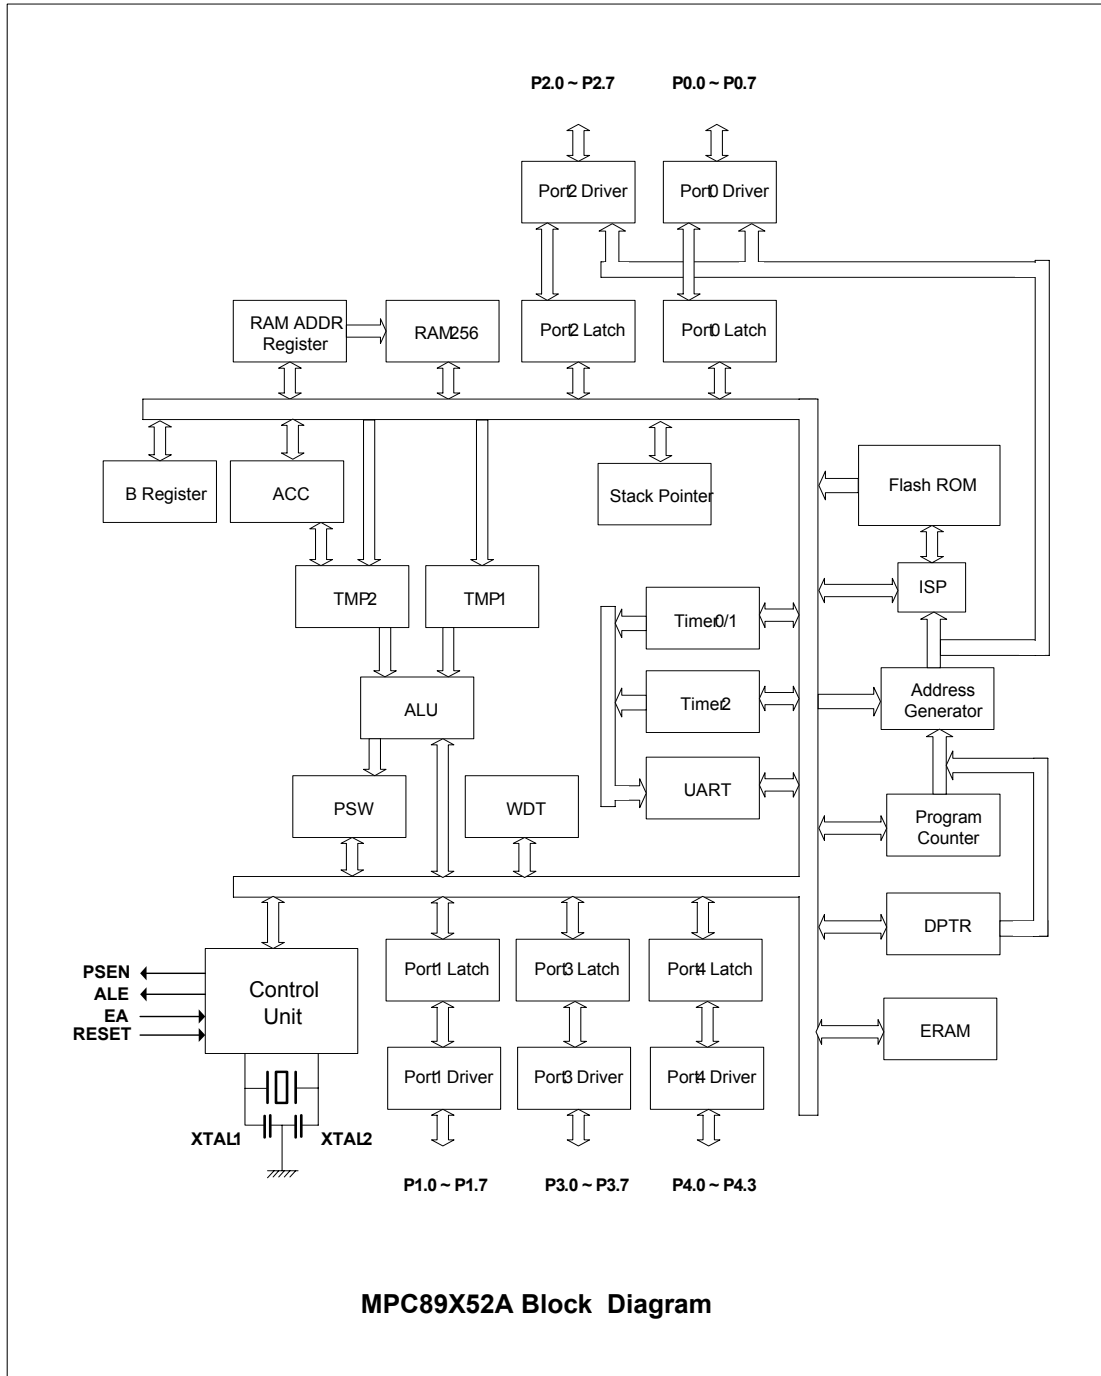 P2.0 ~ P2.7
P0.0 ~ P0.7
Port2 Driver
Port0 Driver
RAM ADDR
Register
RAM256
Port2 Latch
Port0 Latch
B Register
ACC
Stack Pointer
Flash ROM
TMP2
TMP1
ISP
Timer0/1
ALU
Timer2
Address
Generator
PSW
WDT
UART
Program
Counter
DPTR
Port1 Latch
Port3 Latch
Port4 Latch
PSEN
ALE
EA
RESET
Control
Unit
ERAM
Port1 Driver
Port3 Driver
Port4 Driver
XTAL1
XTAL2
P1.0 ~ P1.7
P3.0 ~ P3.7
P4.0 ~ P4.3
MPC89X52A Block Diagram